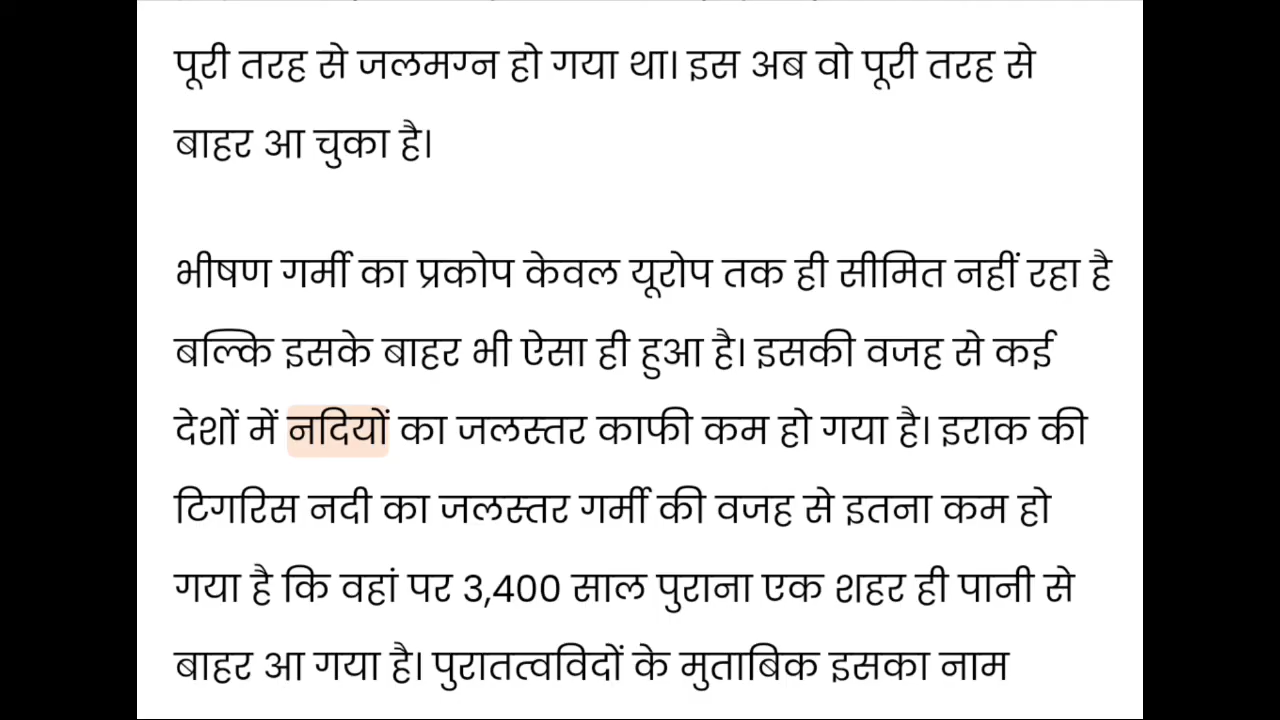 पूरी तरह से जलमग्न हो गया था। इस अब वो पूरी तरह से
बाहर आ चुका है।
भीषण गर्मी का प्रकोप केवल यूरोप तक ही सीमित नहीं रहा है
बल्कि इसके बाहर भी ऐसा ही हुआ है। इसकी वजह से कई
देशों में नदियों का जलस्तर काफी कम हो गया है। इराक की
टिगरिस नदी का जलस्तर गर्मी की वजह से इतना कम हो
गया है कि वहां पर 3,400 साल पुराना एक शहर ही पानी से
बाहर आ गया है। पुरातत्वविदों के मुताबिक इसका नाम